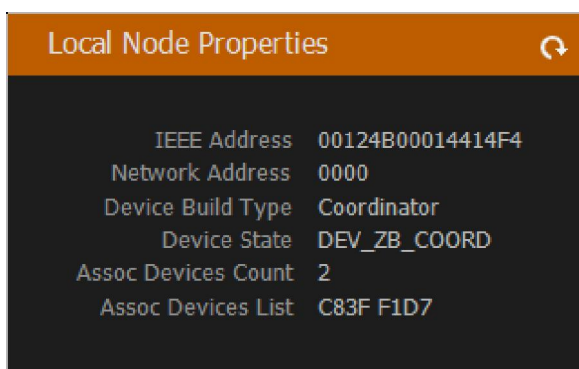 Local Node Properties
IEEE Address 00124B00014414F4
Network Address 0000
Device Build Type Coordinator
Device State DEV_ZB_COORD
Assoc Devices Count 2
Assoc Devices List C83F F1D7